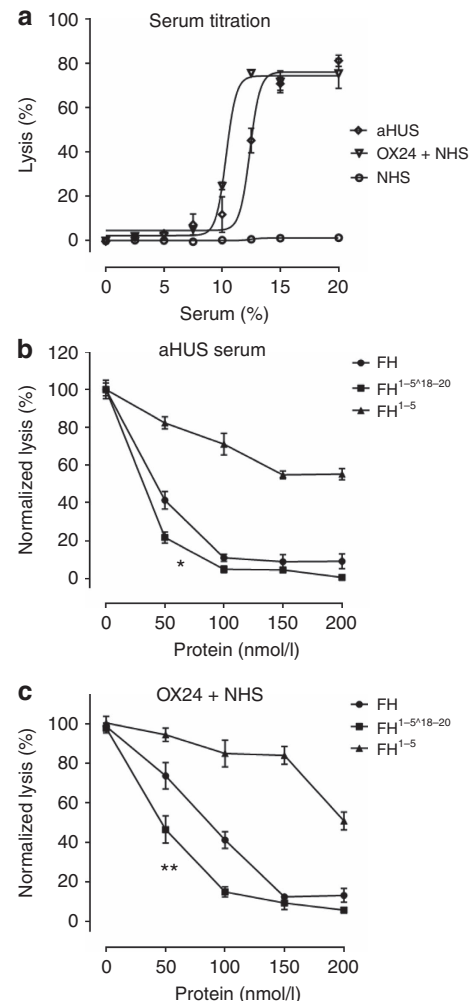 a
Serum titration
100
80
60
40
20
0
Lysis (%)
aHUS
OX24 + NHS
NHS
0 5 10 15 20
Serum (%)
b
aHUS serum
120
100
80
60
40
20
0
Normalized lysis (%)
FH
FH1–5^18–20
FH1–5
*
0 50 100 150 200
Protein (nmol/l)
c
OX24 + NHS
100
80
60
40
20
0
Normalized lysis (%)
FH
FH1–5^18–20
FH1–5
**
0 50 100 150 200
Protein (nmol/l)